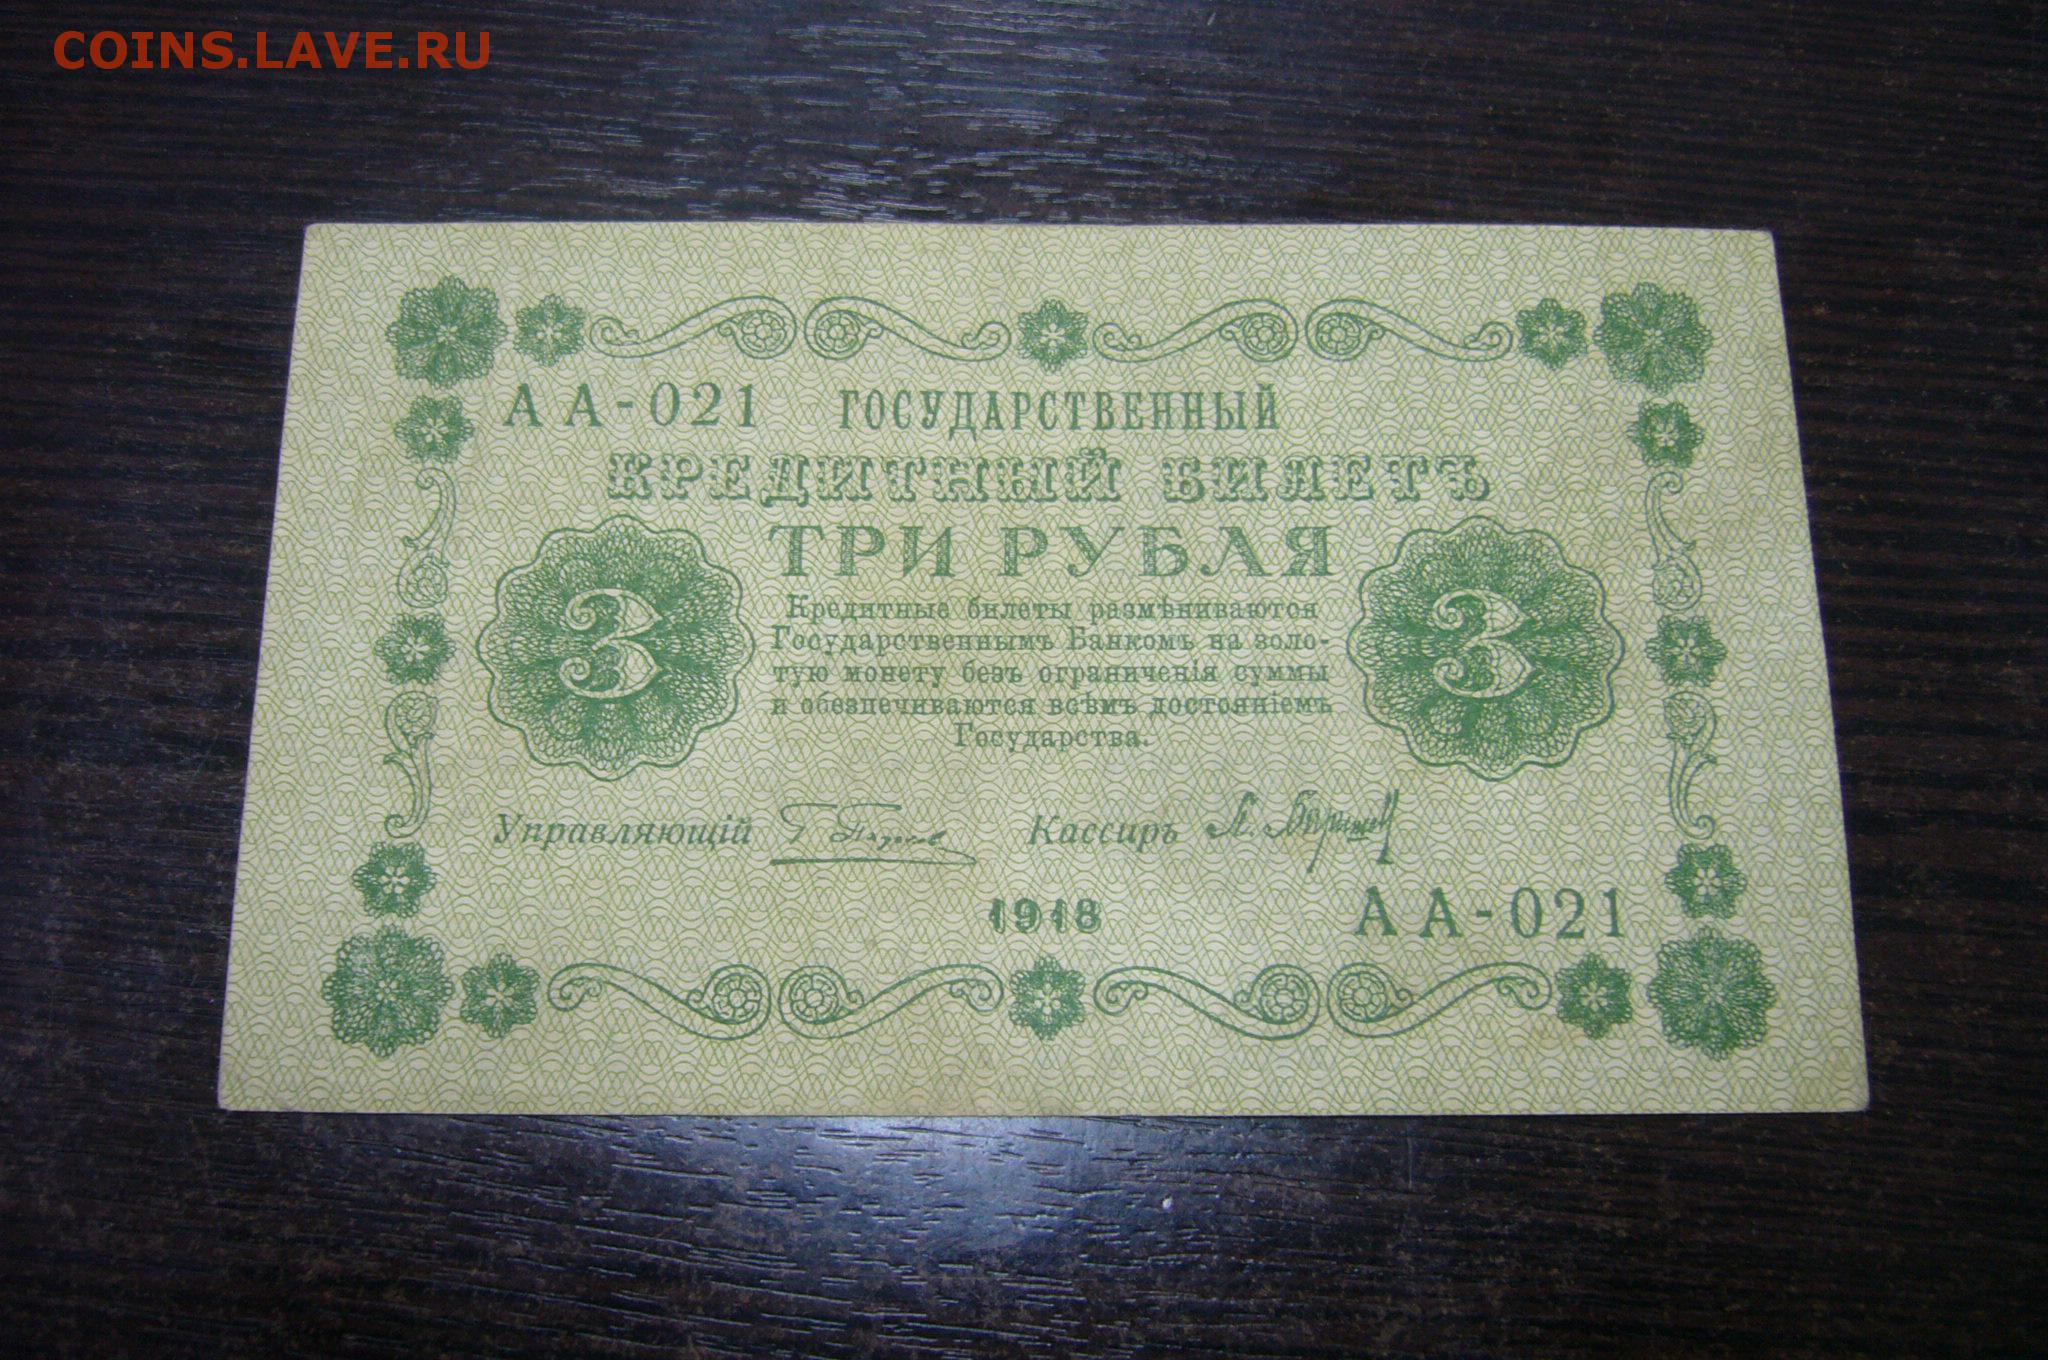 COINS.LAVE.RU
АА-021 ГОСУДАРСТВЕННЫЙ
КРЕДИТНЫЙ БИЛЕТЪ
ТРИ РУБЛЯ
3 3
Кредитные билеты размѣниваются
Государственнымъ Банкомъ на золо-
тую монету безъ ограниченія суммы
и обезпечиваются всѣмъ достояніемъ
Государства.
Управляющій Кассиръ
1918 АА-021